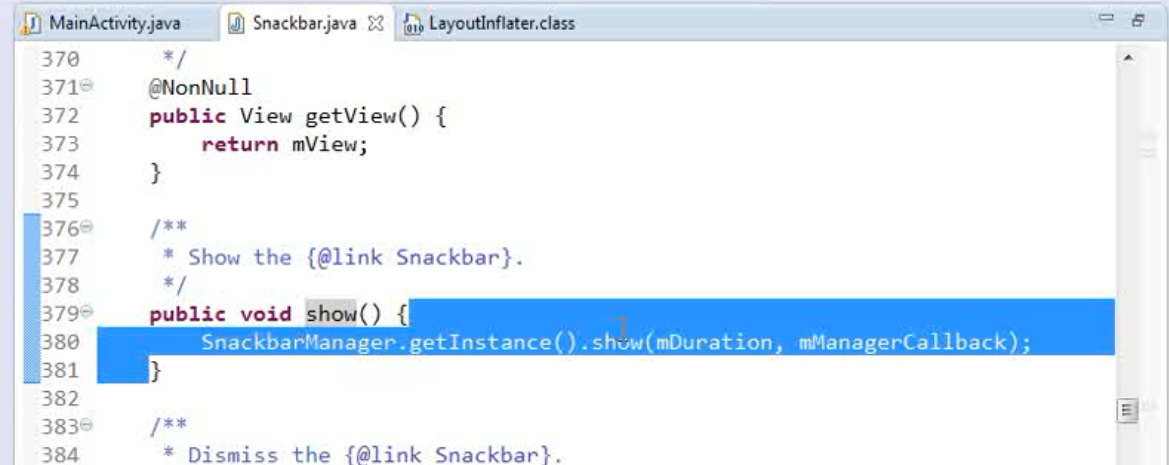 MainActivity.java Snackbar.java LayoutInflater.class
370 */
371 @NonNull
372 public View getView() {
373 return mView;
374 }
375
376 /**
377 * Show the {@link Snackbar}.
378 */
379 public void show() {
380 SnackbarManager.getInstance().show(mDuration, mManagerCallback);
381 }
382
383 /**
384 * Dismiss the {@link Snackbar}.